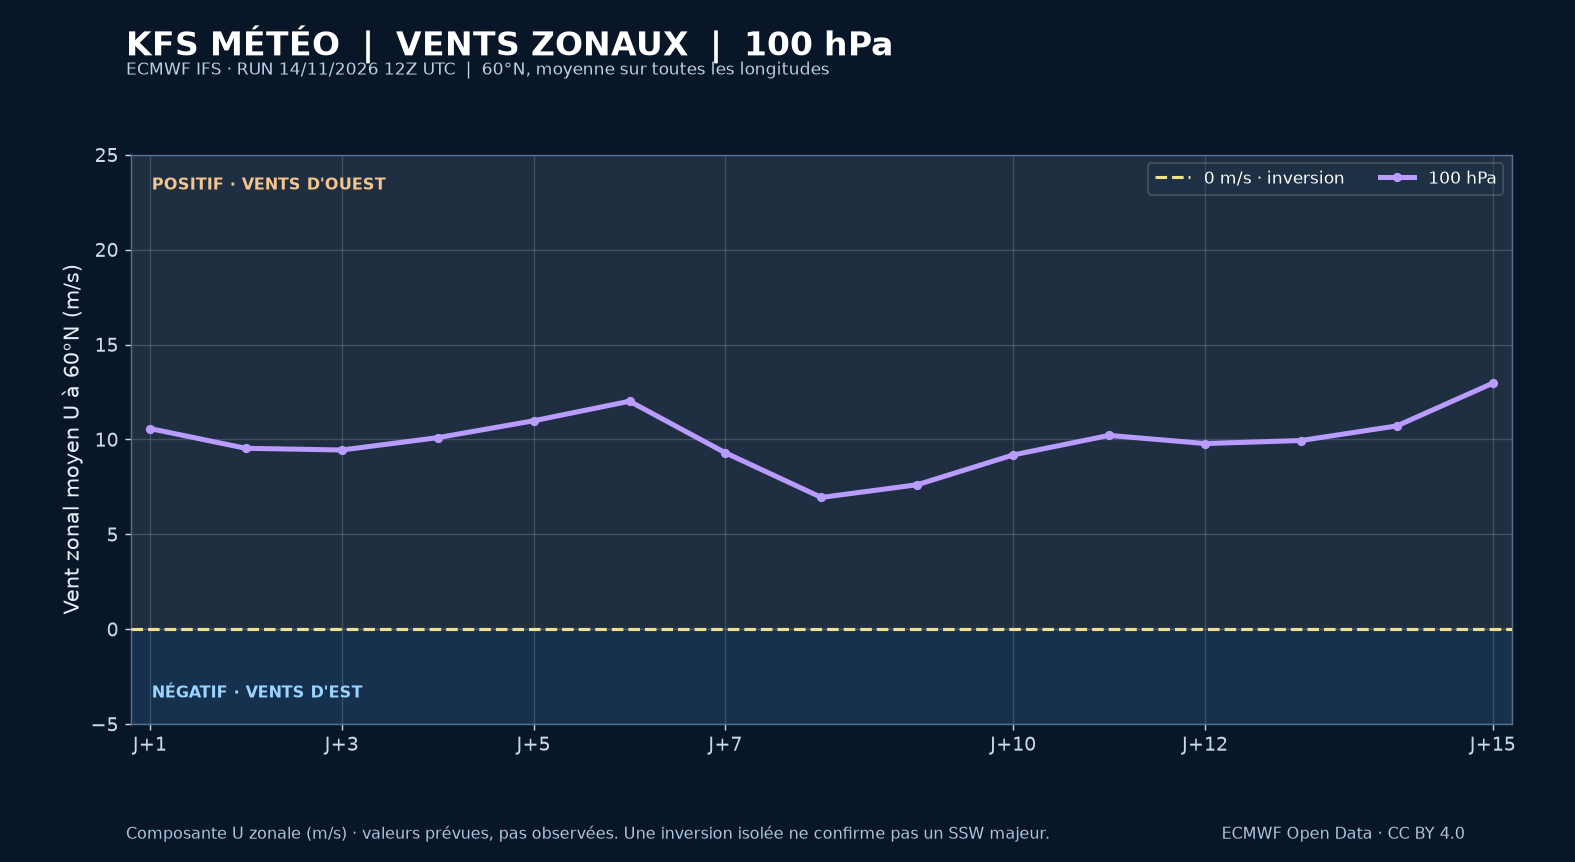 KFS MÉTÉO | VENTS ZONAUX | 100 hPa
ECMWF IFS · RUN 14/11/2026 12Z UTC | 60°N, moyenne sur toutes les longitudes
25
POSITIF · VENTS D'OUEST
0 m/s · inversion
100 hPa
20
15
10
5
0
−5
Vent zonal moyen U à 60°N (m/s)
NÉGATIF · VENTS D'EST
J+1 J+3 J+5 J+7 J+10 J+12 J+15
Composante U zonale (m/s) · valeurs prévues, pas observées. Une inversion isolée ne confirme pas un SSW majeur.
ECMWF Open Data · CC BY 4.0